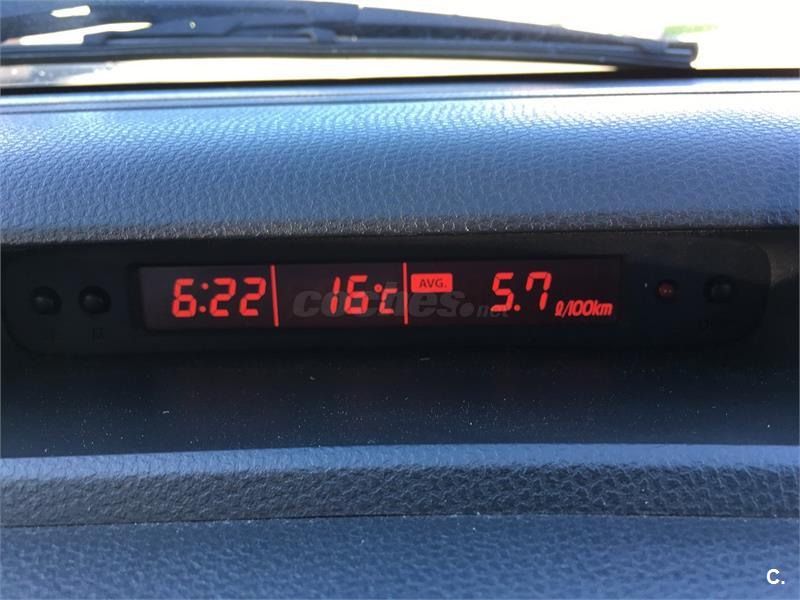 6:22 16°c AVG. 5.7 ℓ/100km
coches.net
C.